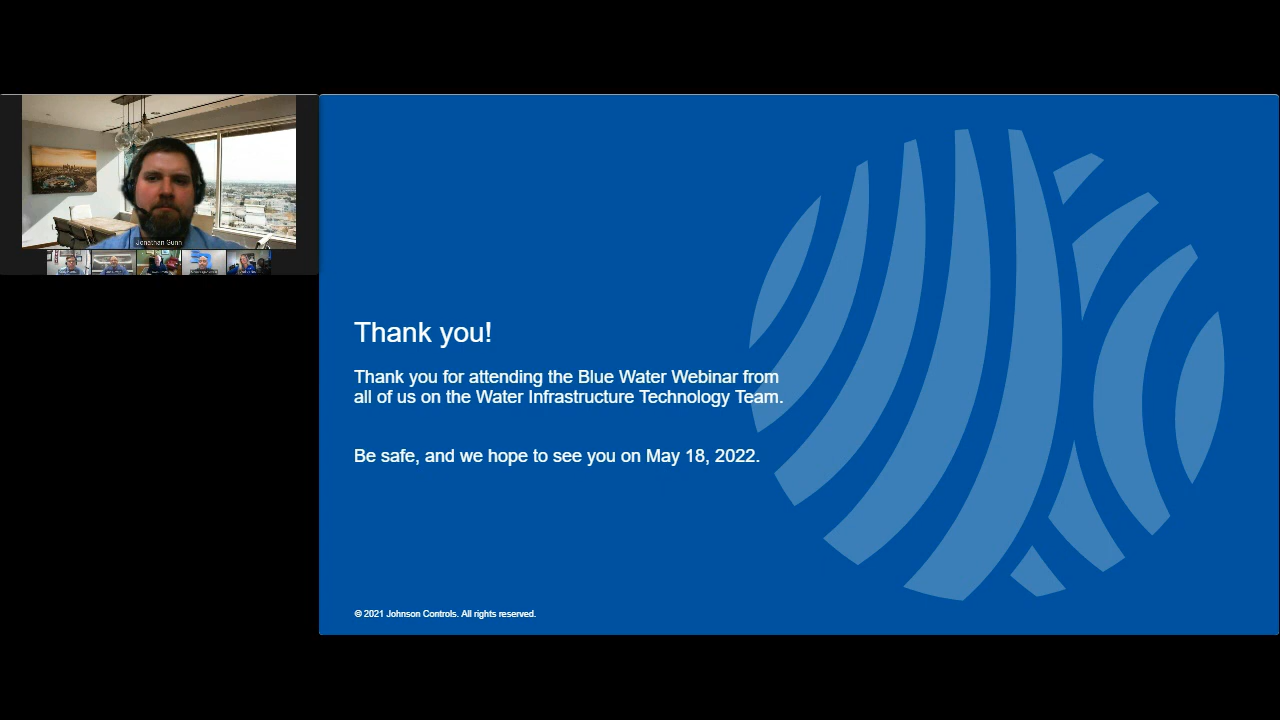 Jonathan Gunn
Thank you!
Thank you for attending the Blue Water Webinar from
all of us on the Water Infrastructure Technology Team.
Be safe, and we hope to see you on May 18, 2022.
© 2021 Johnson Controls. All rights reserved.